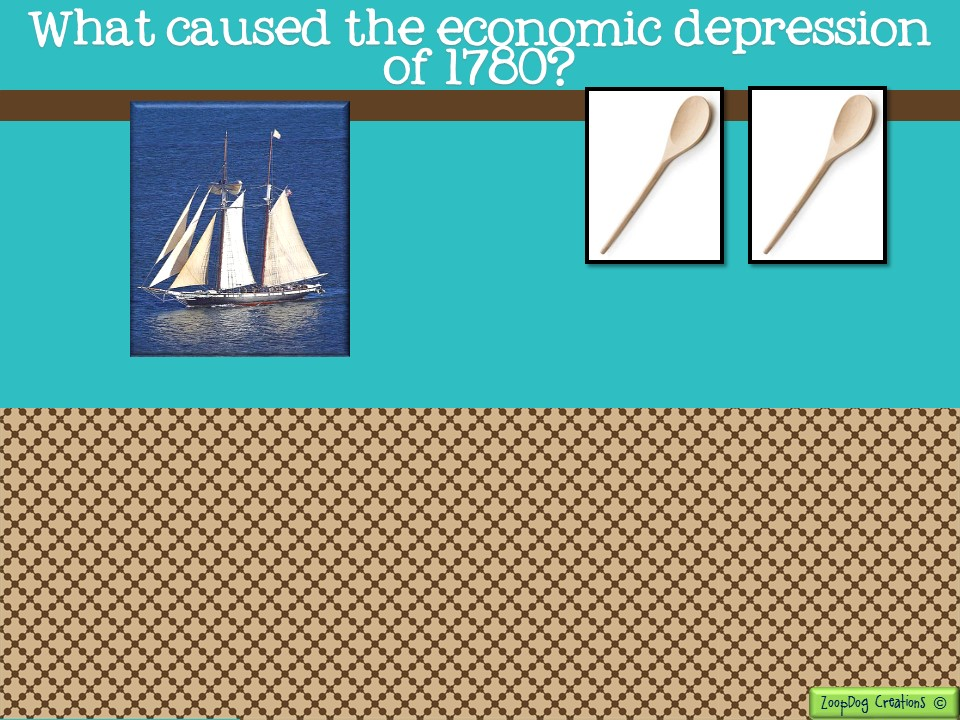 What caused the economic depression
of 1780?
ZoopDog Creations ©